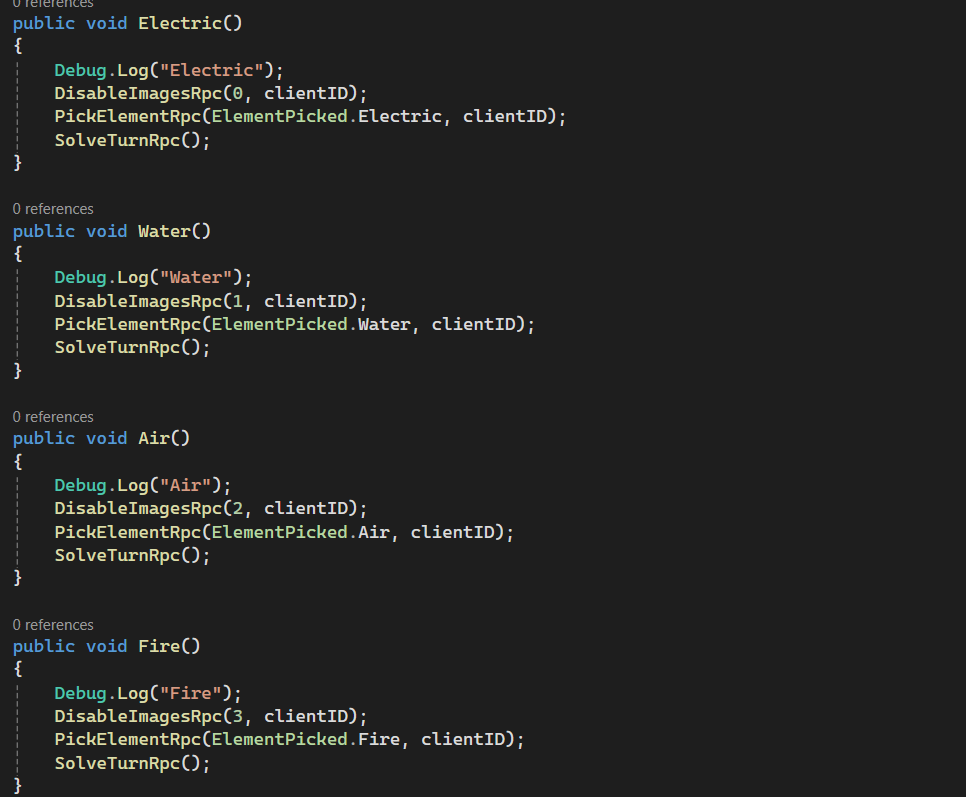 0 references
public void Electric()
{
Debug.Log("Electric");
DisableImagesRpc(0, clientID);
PickElementRpc(ElementPicked.Electric, clientID);
SolveTurnRpc();
}
0 references
public void Water()
{
Debug.Log("Water");
DisableImagesRpc(1, clientID);
PickElementRpc(ElementPicked.Water, clientID);
SolveTurnRpc();
}
0 references
public void Air()
{
Debug.Log("Air");
DisableImagesRpc(2, clientID);
PickElementRpc(ElementPicked.Air, clientID);
SolveTurnRpc();
}
0 references
public void Fire()
{
Debug.Log("Fire");
DisableImagesRpc(3, clientID);
PickElementRpc(ElementPicked.Fire, clientID);
SolveTurnRpc();
}